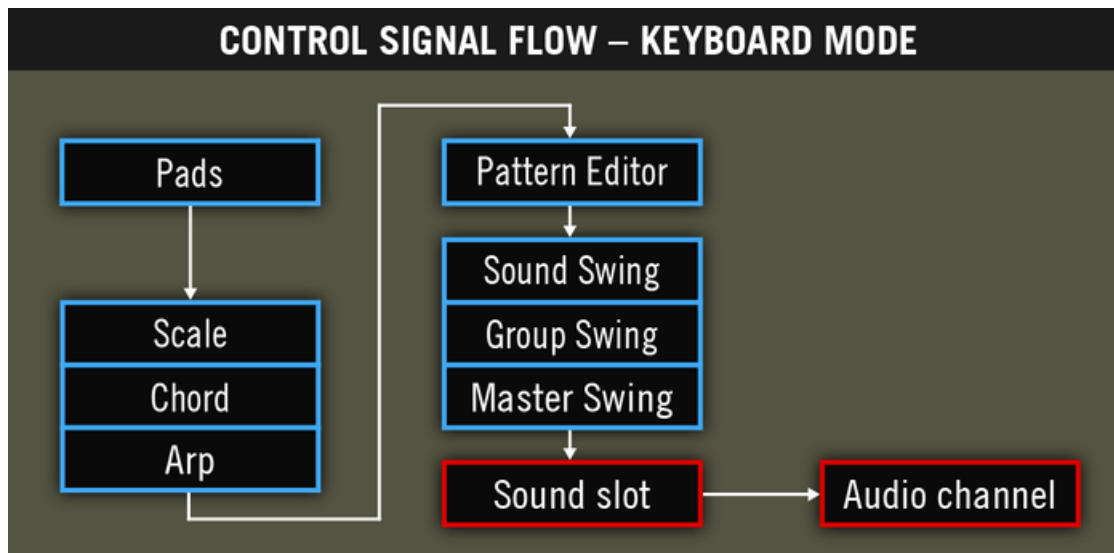 CONTROL SIGNAL FLOW – KEYBOARD MODE
Pads
Scale
Chord
Arp
Pattern Editor
Sound Swing
Group Swing
Master Swing
Sound slot
Audio channel